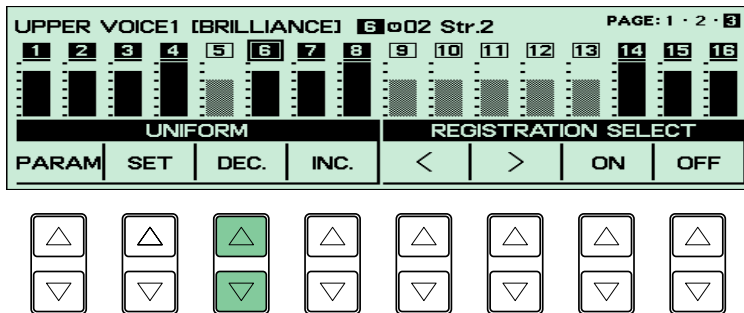 UPPER VOICE1 [BRILLIANCE] 6 02 Str.2 PAGE: 1 · 2 · 3
1 2 3 4 5 6 7 8 9 10 11 12 13 14 15 16
UNIFORM REGISTRATION SELECT
PARAM SET DEC. INC. < > ON OFF